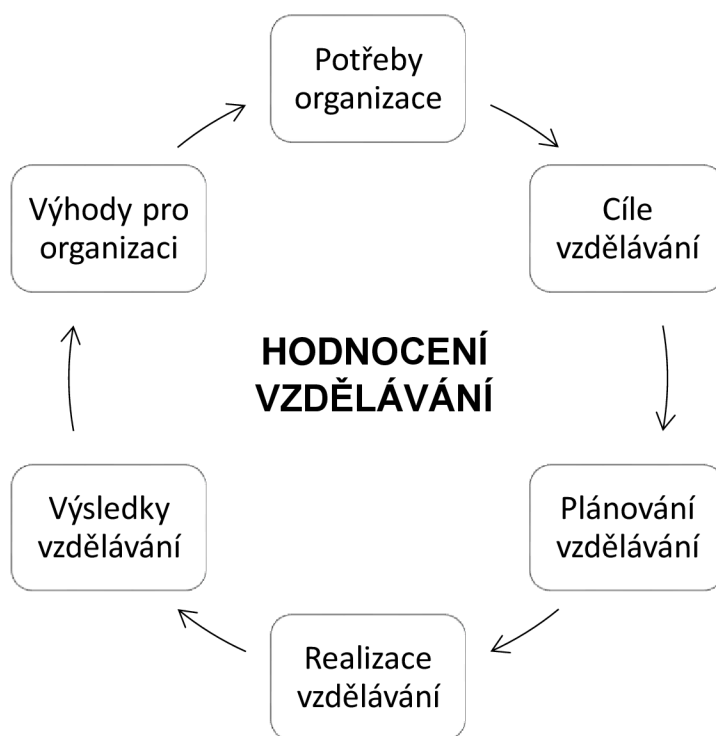 Potřeby
organizace
Cíle
vzdělávání
Plánování
vzdělávání
Realizace
vzdělávání
Výsledky
vzdělávání
Výhody pro
organizaci
HODNOCENÍ
VZDĚLÁVÁNÍ